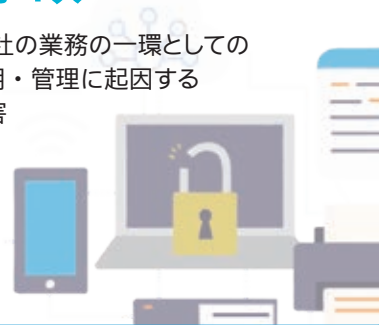 社の業務の一環としての
用・管理に起因する
害